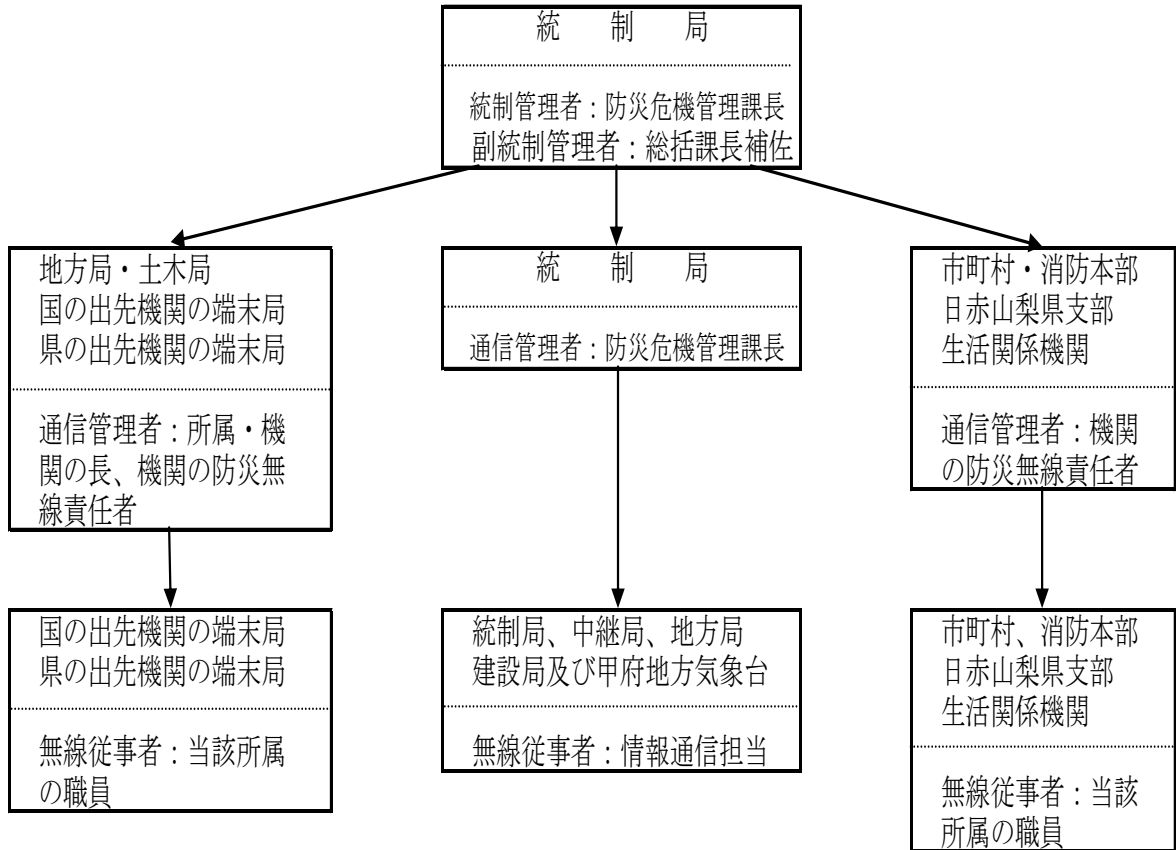 統　制　局
統制管理者：防災危機管理課長
副統制管理者：総括課長補佐
地方局・土木局
国の出先機関の端末局
県の出先機関の端末局
通信管理者：所属・機
関の長、機関の防災無
線責任者
統　制　局
通信管理者：防災危機管理課長
市町村・消防本部
日赤山梨県支部
生活関係機関
通信管理者：機関
の防災無線責任者
国の出先機関の端末局
県の出先機関の端末局
無線従事者：当該所属
の職員
統制局、中継局、地方局
建設局及び甲府地方気象台
無線従事者：情報通信担当
市町村、消防本部
日赤山梨県支部
生活関係機関
無線従事者：当該
所属の職員